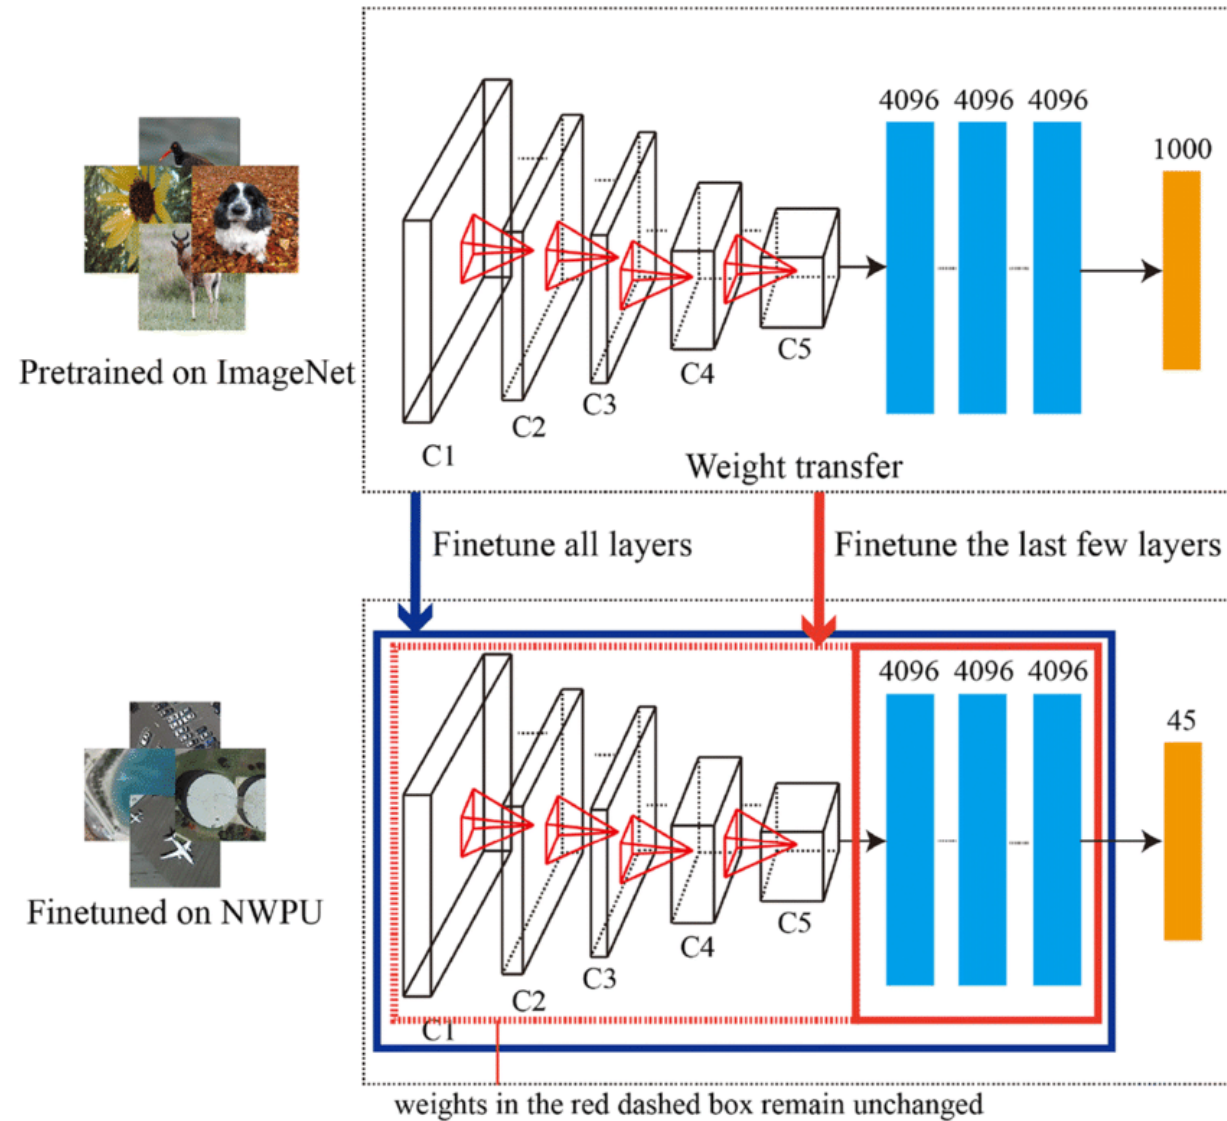 4096 4096 4096
1000
Pretrained on ImageNet
C1
C2
C3
C4
C5
Weight transfer
Finetune all layers
Finetune the last few layers
4096 4096 4096
45
Finetuned on NWPU
C1
C2
C3
C4
C5
weights in the red dashed box remain unchanged